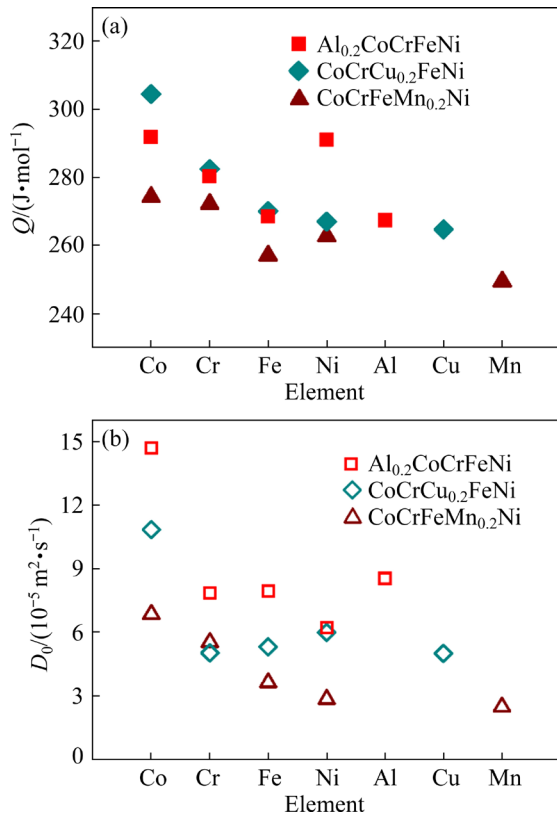 (a)
320
300
280
260
240
Q/(J•mol⁻¹)
Al₀.₂CoCrFeNi
CoCrCu₀.₂FeNi
CoCrFeMn₀.₂Ni
Co Cr Fe Ni Al Cu Mn
Element
(b)
15
12
9
6
3
0
D₀/(10⁻⁵ m²•s⁻¹)
Al₀.₂CoCrFeNi
CoCrCu₀.₂FeNi
CoCrFeMn₀.₂Ni
Co Cr Fe Ni Al Cu Mn
Element